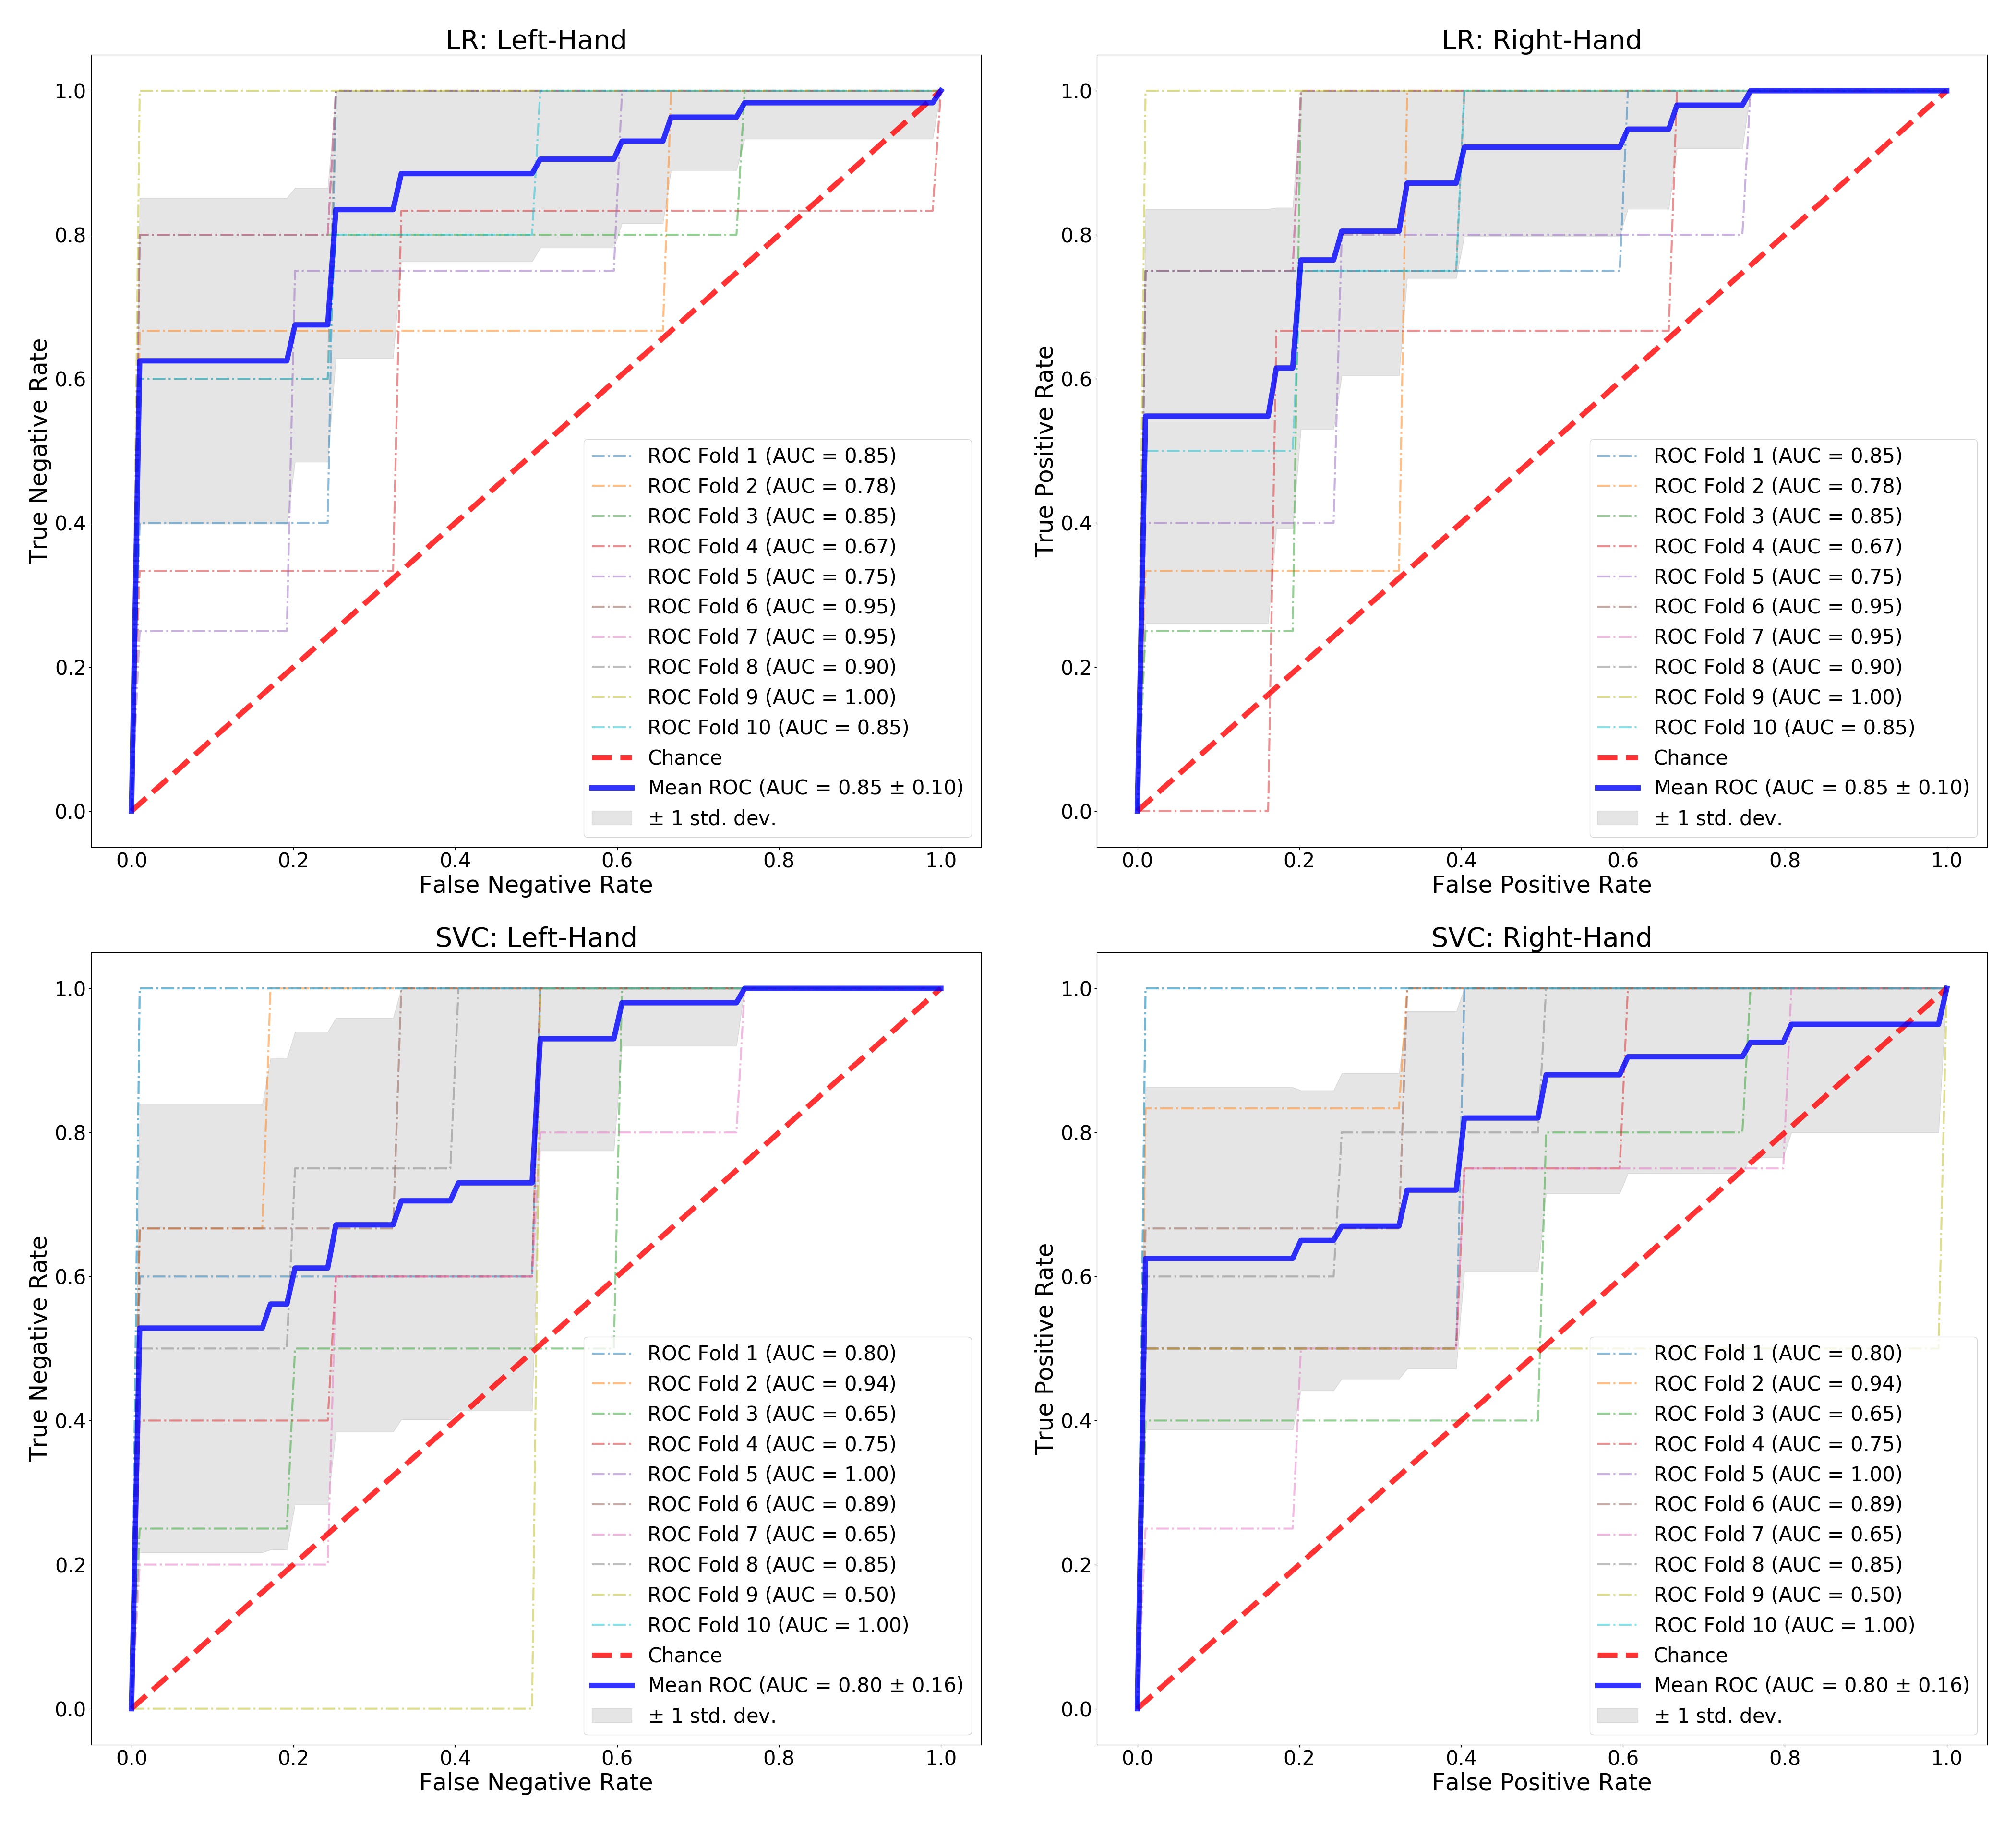 LR: Left-Hand
True Negative Rate
1.0
0.8
0.6
0.4
0.2
0.0
ROC Fold 1 (AUC = 0.85)
ROC Fold 2 (AUC = 0.78)
ROC Fold 3 (AUC = 0.85)
ROC Fold 4 (AUC = 0.67)
ROC Fold 5 (AUC = 0.75)
ROC Fold 6 (AUC = 0.95)
ROC Fold 7 (AUC = 0.95)
ROC Fold 8 (AUC = 0.90)
ROC Fold 9 (AUC = 1.00)
ROC Fold 10 (AUC = 0.85)
Chance
Mean ROC (AUC = 0.85 ± 0.10)
± 1 std. dev.
0.0 0.2 0.4 0.6 0.8 1.0
False Negative Rate
LR: Right-Hand
True Positive Rate
1.0
0.8
0.6
0.4
0.2
0.0
ROC Fold 1 (AUC = 0.85)
ROC Fold 2 (AUC = 0.78)
ROC Fold 3 (AUC = 0.85)
ROC Fold 4 (AUC = 0.67)
ROC Fold 5 (AUC = 0.75)
ROC Fold 6 (AUC = 0.95)
ROC Fold 7 (AUC = 0.95)
ROC Fold 8 (AUC = 0.90)
ROC Fold 9 (AUC = 1.00)
ROC Fold 10 (AUC = 0.85)
Chance
Mean ROC (AUC = 0.85 ± 0.10)
± 1 std. dev.
0.0 0.2 0.4 0.6 0.8 1.0
False Positive Rate
SVC: Left-Hand
True Negative Rate
1.0
0.8
0.6
0.4
0.2
0.0
ROC Fold 1 (AUC = 0.80)
ROC Fold 2 (AUC = 0.94)
ROC Fold 3 (AUC = 0.65)
ROC Fold 4 (AUC = 0.75)
ROC Fold 5 (AUC = 1.00)
ROC Fold 6 (AUC = 0.89)
ROC Fold 7 (AUC = 0.65)
ROC Fold 8 (AUC = 0.85)
ROC Fold 9 (AUC = 0.50)
ROC Fold 10 (AUC = 1.00)
Chance
Mean ROC (AUC = 0.80 ± 0.16)
± 1 std. dev.
0.0 0.2 0.4 0.6 0.8 1.0
False Negative Rate
SVC: Right-Hand
True Positive Rate
1.0
0.8
0.6
0.4
0.2
0.0
ROC Fold 1 (AUC = 0.80)
ROC Fold 2 (AUC = 0.94)
ROC Fold 3 (AUC = 0.65)
ROC Fold 4 (AUC = 0.75)
ROC Fold 5 (AUC = 1.00)
ROC Fold 6 (AUC = 0.89)
ROC Fold 7 (AUC = 0.65)
ROC Fold 8 (AUC = 0.85)
ROC Fold 9 (AUC = 0.50)
ROC Fold 10 (AUC = 1.00)
Chance
Mean ROC (AUC = 0.80 ± 0.16)
± 1 std. dev.
0.0 0.2 0.4 0.6 0.8 1.0
False Positive Rate